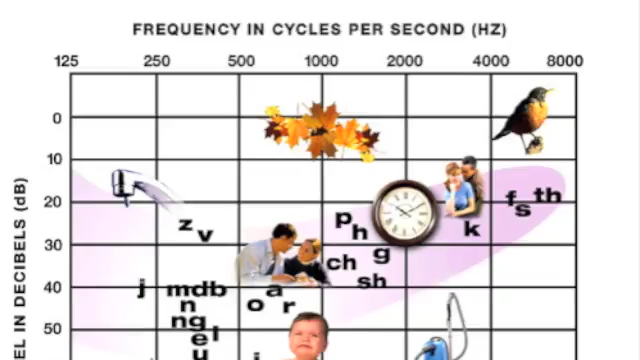 FREQUENCY IN CYCLES PER SECOND (HZ)
125 250 500 1000 2000 4000 8000
0
10
20
30
40
50
EL IN DECIBELS (dB)
f s th
z v
p h
g
k
ch
sh
j mdb
n
ng
e l
u
a
o r
i